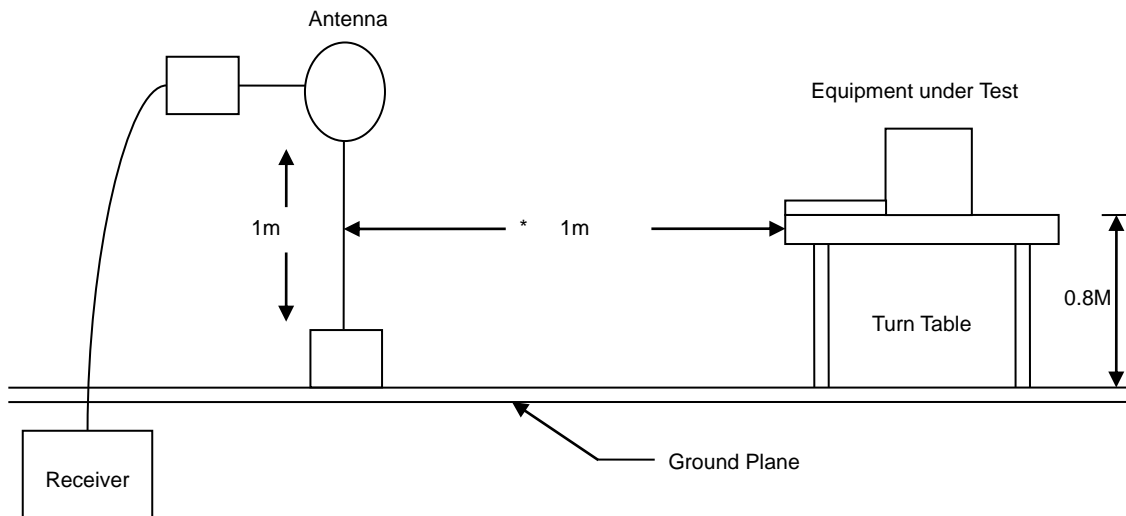 Antenna
Equipment under Test
1m
* 1m
0.8M
Turn Table
Ground Plane
Receiver